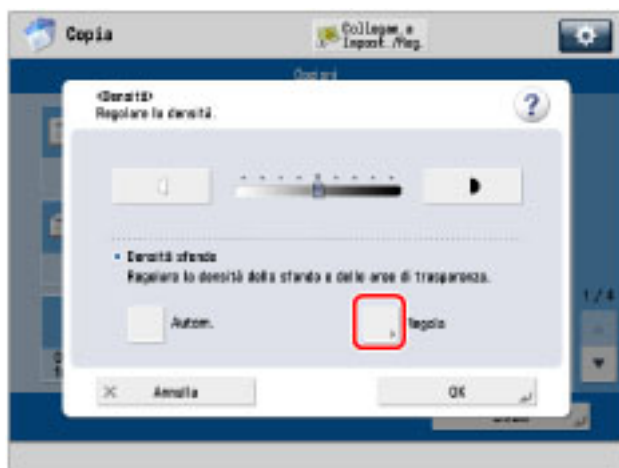 Copia
Collegam. a
Impost./Reg.
Opzioni
<Densità>
Regolare la densità.
?
• Densità sfondo
Regolare la densità dello sfondo e delle aree di trasparenza.
Autom.
Regola
1/4
× Annulla
OK